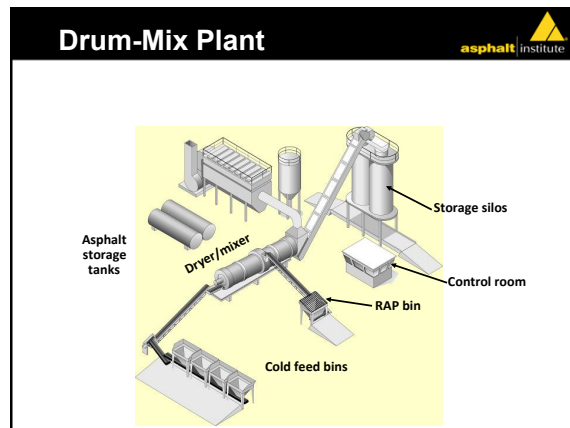 Drum-Mix Plant
asphalt institute
Storage silos
Asphalt
storage
tanks
Dryer/mixer
Control room
RAP bin
Cold feed bins